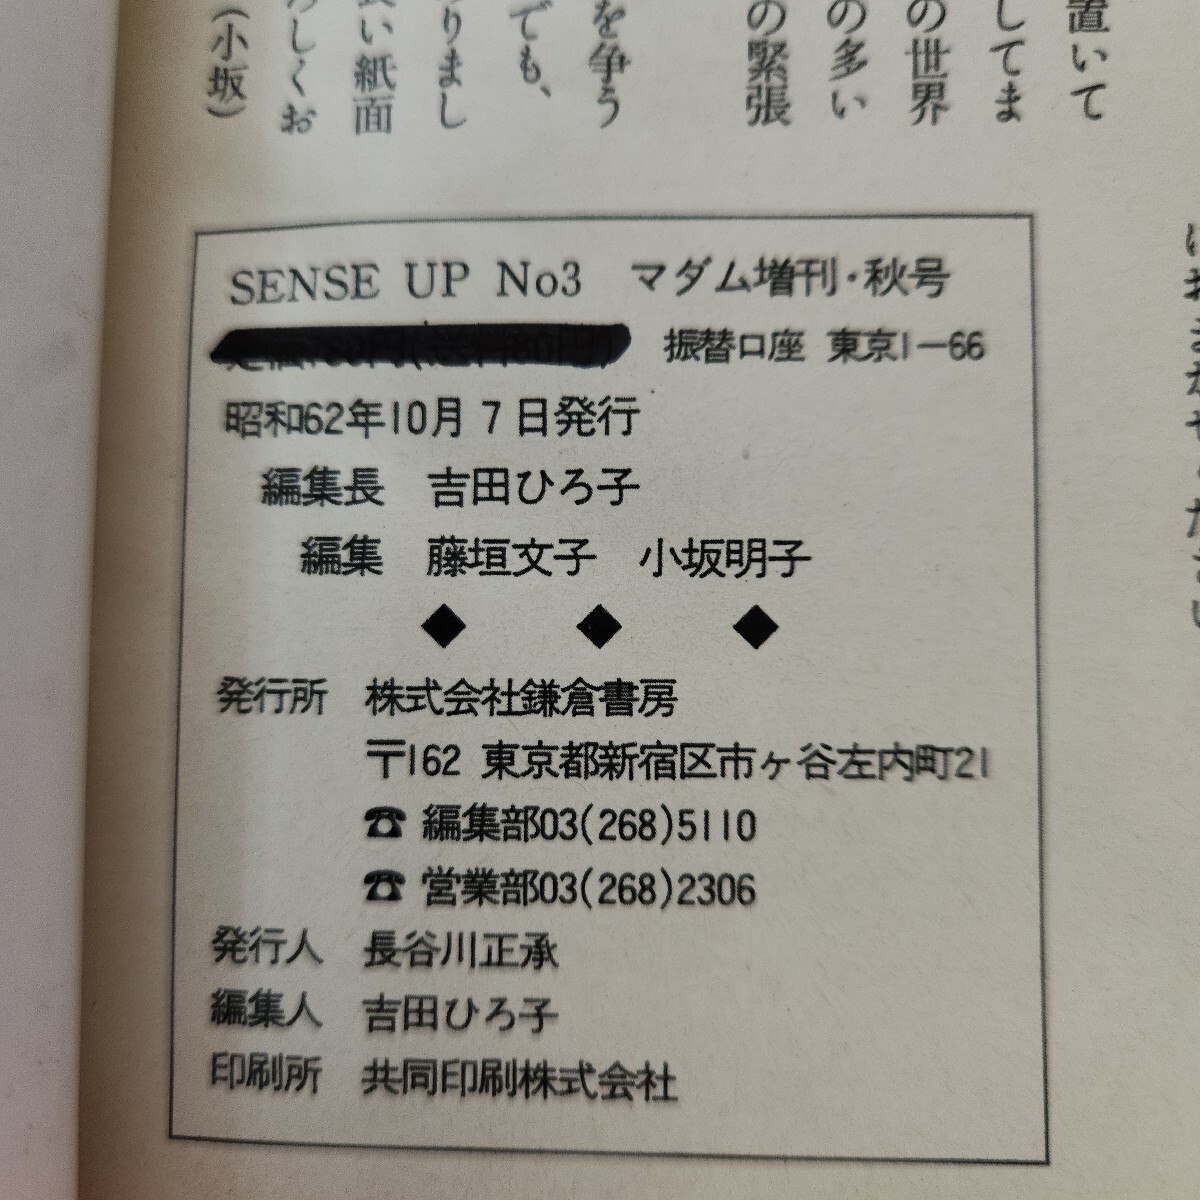 置いて
してま
の世界
の多い
の緊張
を争う
でも、
りまし
い紙面
しくお
(小坂)
SENSE UP No3 マダム増刊・秋号
振替口座 東京1-66
昭和62年10月7日発行
編集長 吉田ひろ子
編集 藤垣文子 小坂明子
◆ ◆ ◆
発行所 株式会社鎌倉書房
〒162 東京都新宿区市ヶ谷左内町21
☎ 編集部03(268)5110
☎ 営業部03(268)2306
発行人 長谷川正承
編集人 吉田ひろ子
印刷所 共同印刷株式会社